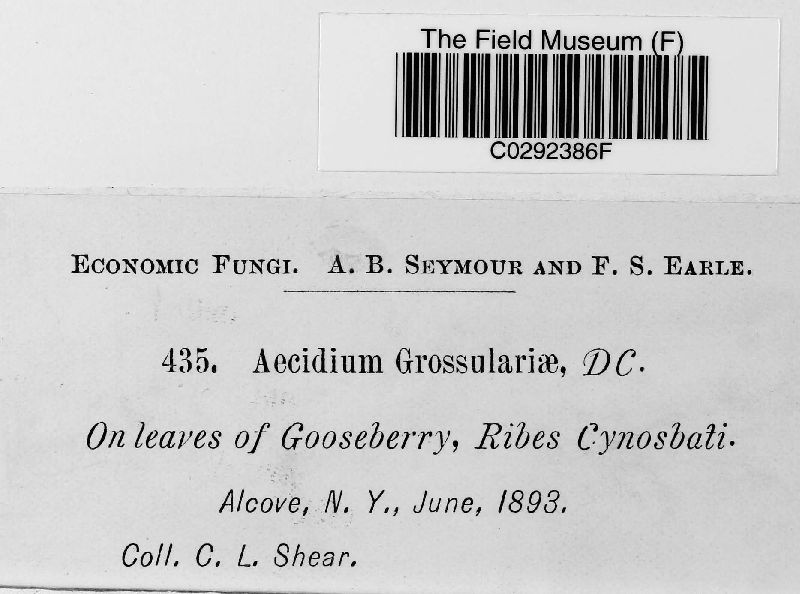 The Field Museum (F)
C0292386F
Economic Fungi. A. B. Seymour and F. S. Earle.
435. Aecidium Grossulariæ, DC.
On leaves of Gooseberry, Ribes Cynosbati.
Alcove, N. Y., June, 1893.
Coll. C. L. Shear.